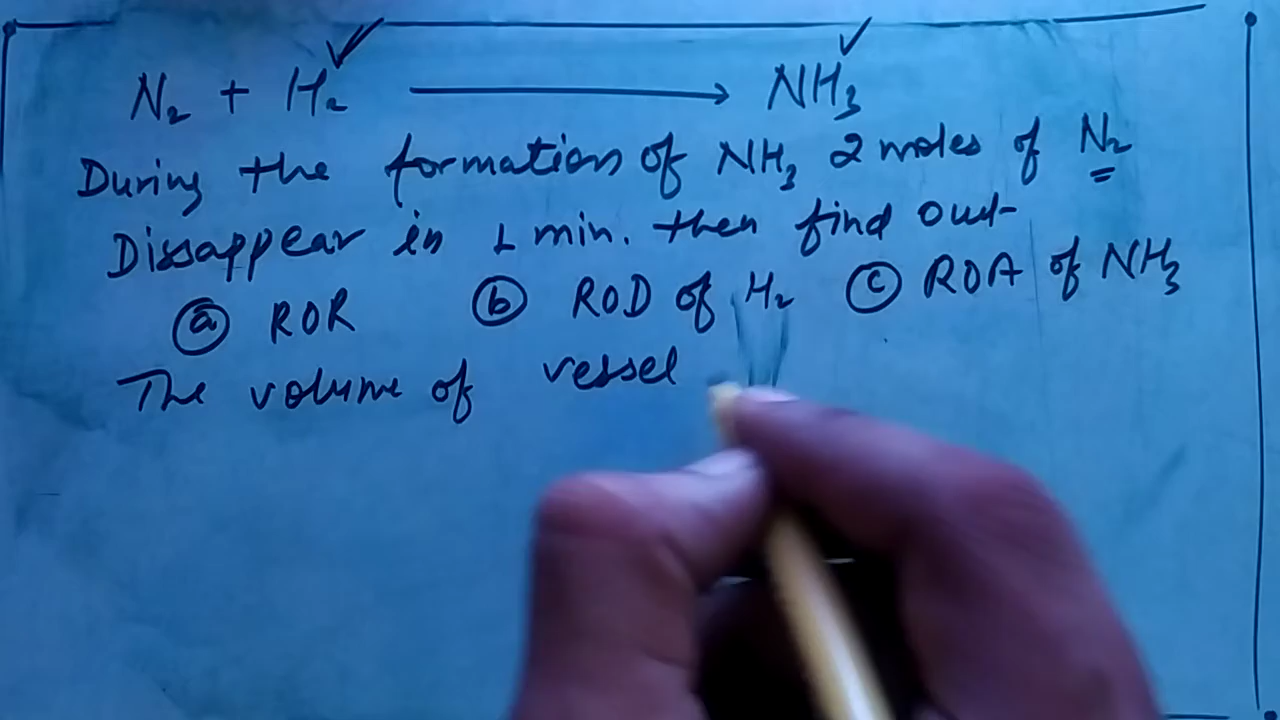 N₂ + H₂ ⟶ NH₃
During the formation of NH₃ 2 moles of N₂
Dissappear in 1 min. then find out
ⓐ ROR ⓑ ROD of H₂ ⓒ ROA of NH₃
The volume of vessel